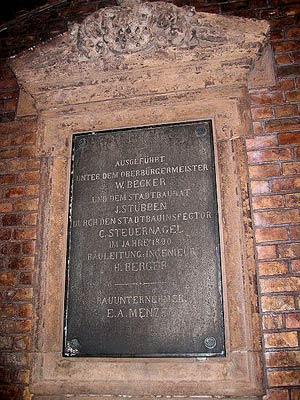 AUSGEFÜHRT
UNTER DEM OBERBÜRGERMEISTER
W. BECKER
UND DEM STADTBAURAT
J. STÜBBEN
DURCH DEN STADTBAUINSPECTOR
C. STEUERNAGEL
IM JAHRE 1890
BAULEITUNG: INGENIEUR
H. BERGER
BAUUNTERNEHMER:
E.A. MENZEL